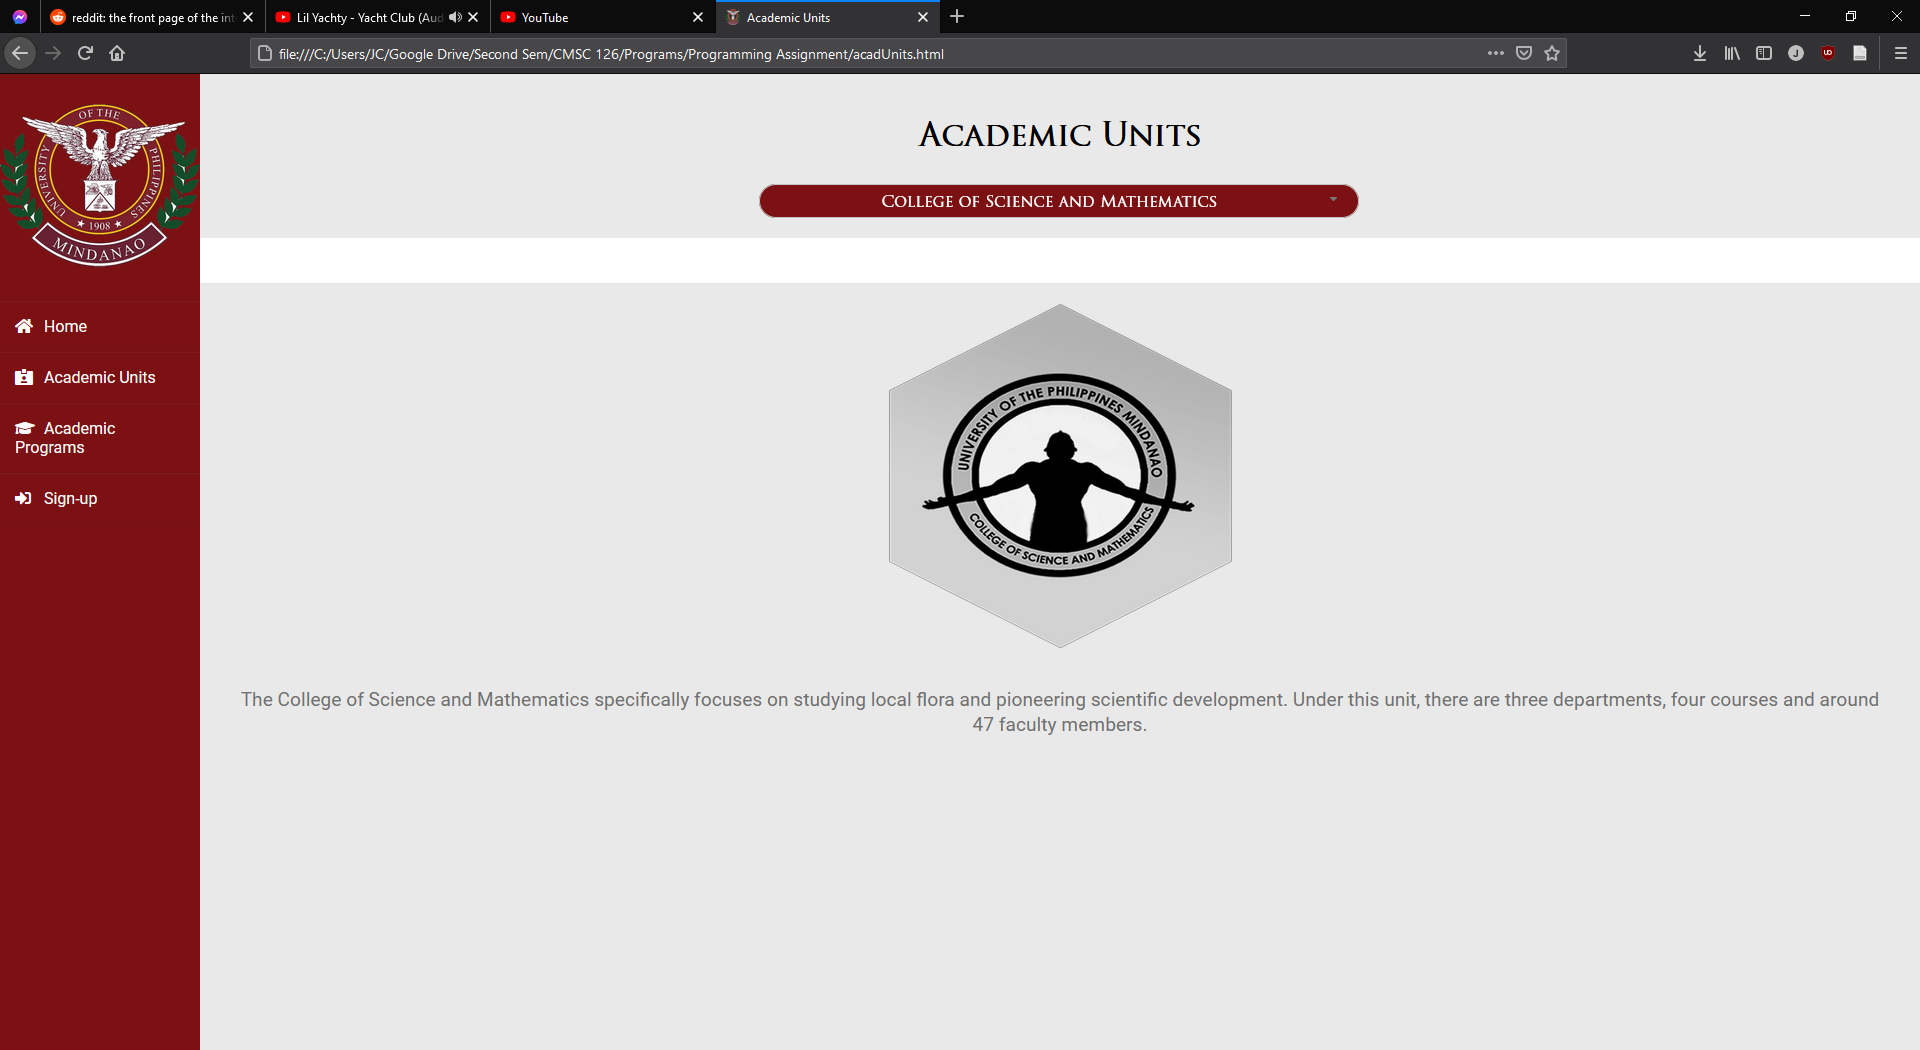 reddit: the front page of the int
Lil Yachty - Yacht Club (Aud
YouTube
Academic Units
file:///C:/Users/JC/Google Drive/Second Sem/CMSC 126/Programs/Programming Assignment/acadUnits.html
J
UD
OF THE
UNIVERSITY
PHILIPPINES
1908
MINDANAO
Home
Academic Units
Academic
Programs
Sign-up
Academic Units
College of Science and Mathematics
UNIVERSITY OF THE PHILIPPINES MINDANAO
COLLEGE OF SCIENCE AND MATHEMATICS
The College of Science and Mathematics specifically focuses on studying local flora and pioneering scientific development. Under this unit, there are three departments, four courses and around
47 faculty members.